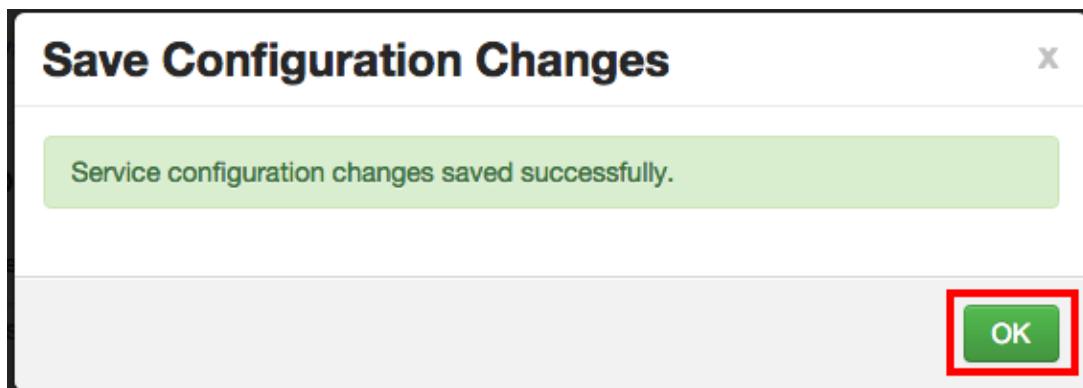 Save Configuration Changes
x
Service configuration changes saved successfully.
OK